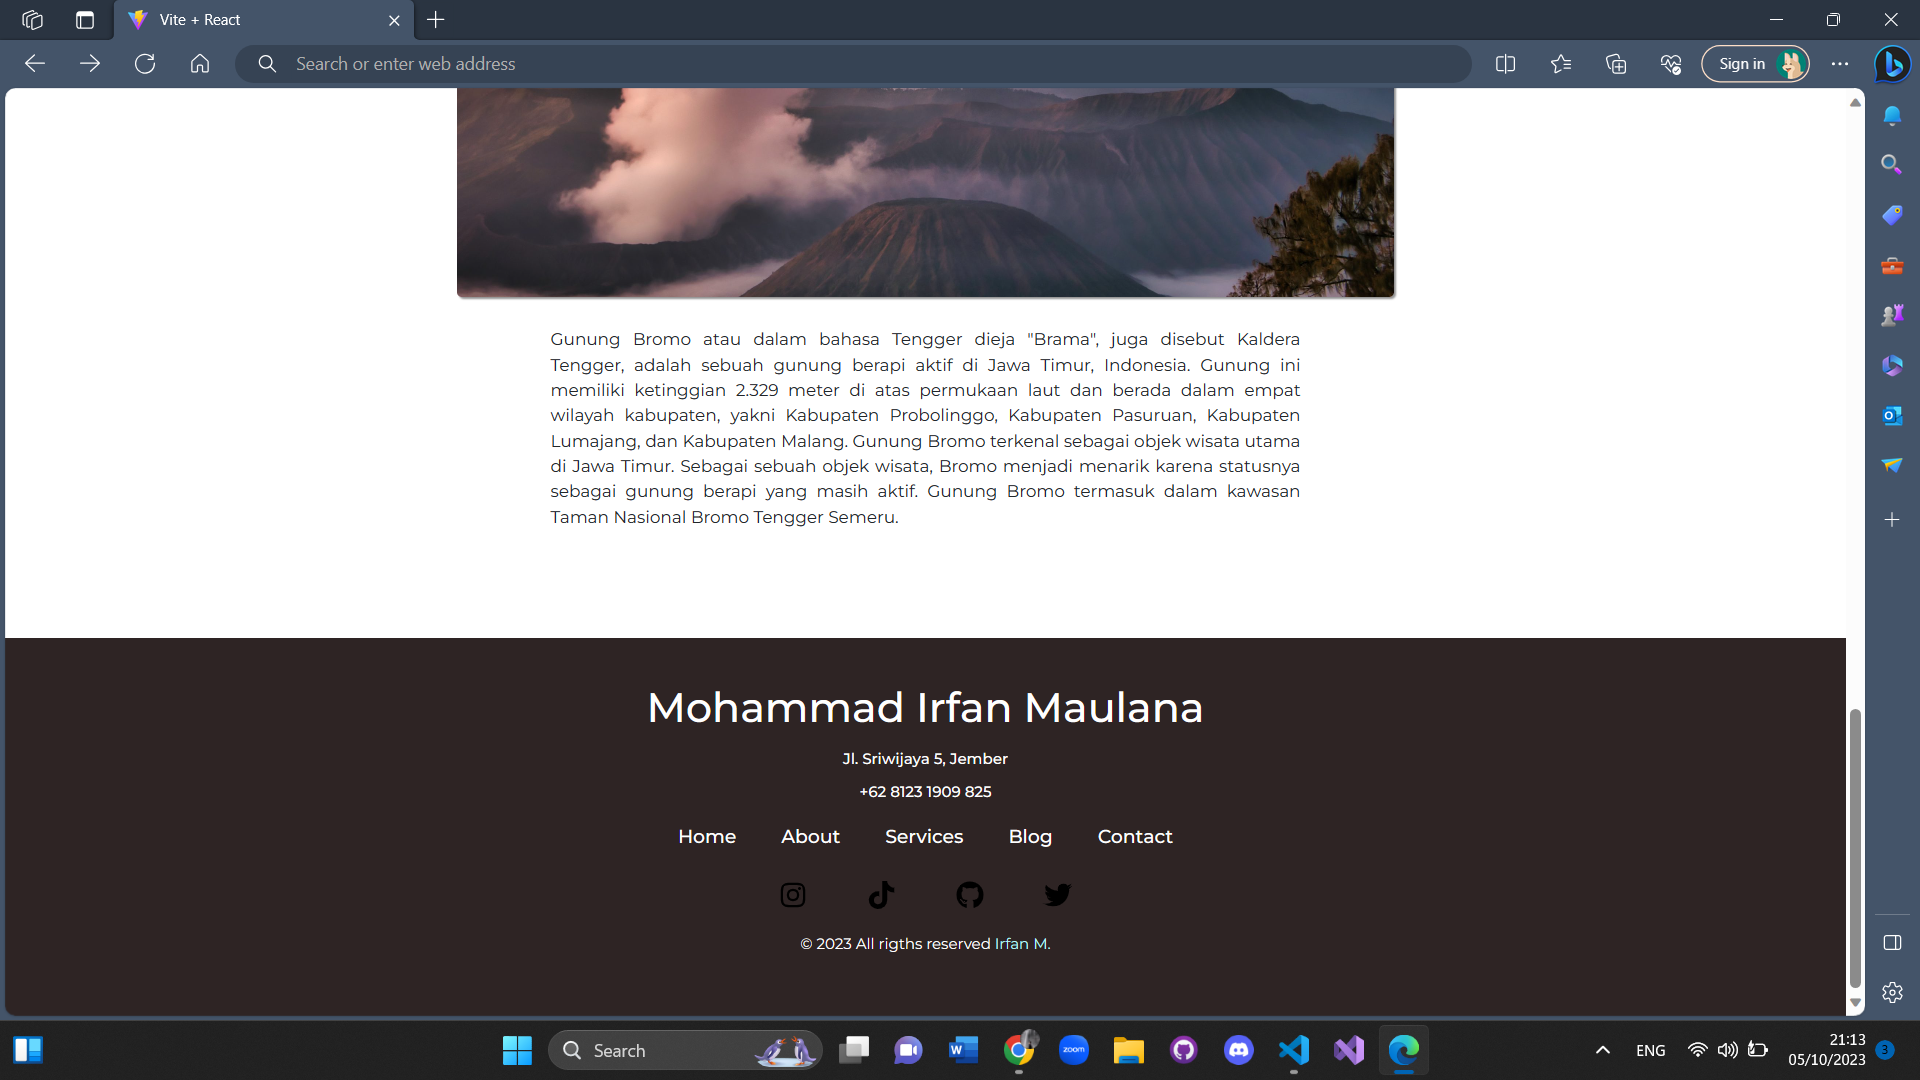 Vite + React
Search or enter web address
Sign in
Gunung Bromo atau dalam bahasa Tengger dieja "Brama", juga disebut Kaldera
Tengger, adalah sebuah gunung berapi aktif di Jawa Timur, Indonesia. Gunung ini
memiliki ketinggian 2.329 meter di atas permukaan laut dan berada dalam empat
wilayah kabupaten, yakni Kabupaten Probolinggo, Kabupaten Pasuruan, Kabupaten
Lumajang, dan Kabupaten Malang. Gunung Bromo terkenal sebagai objek wisata utama
di Jawa Timur. Sebagai sebuah objek wisata, Bromo menjadi menarik karena statusnya
sebagai gunung berapi yang masih aktif. Gunung Bromo termasuk dalam kawasan
Taman Nasional Bromo Tengger Semeru.
Mohammad Irfan Maulana
Jl. Sriwijaya 5, Jember
+62 8123 1909 825
Home About Services Blog Contact
© 2023 All rigths reserved Irfan M.
Search
zoom
ENG
21:13
05/10/2023
3